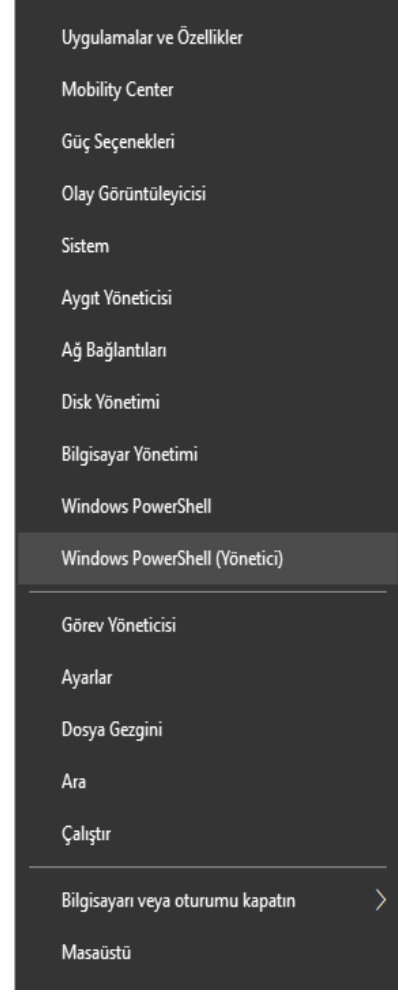 Uygulamalar ve Özellikler
Mobility Center
Güç Seçenekleri
Olay Görüntüleyicisi
Sistem
Aygıt Yöneticisi
Ağ Bağlantıları
Disk Yönetimi
Bilgisayar Yönetimi
Windows PowerShell
Windows PowerShell (Yönetici)
Görev Yöneticisi
Ayarlar
Dosya Gezgini
Ara
Çalıştır
Bilgisayarı veya oturumu kapatın
Masaüstü